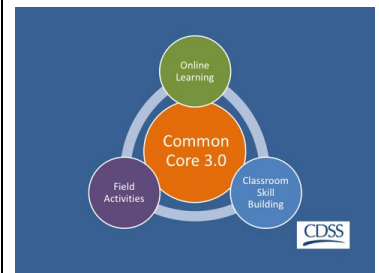 Online
Learning
Common
Core 3.0
Field
Activities
Classroom
Skill
Building
CDSS